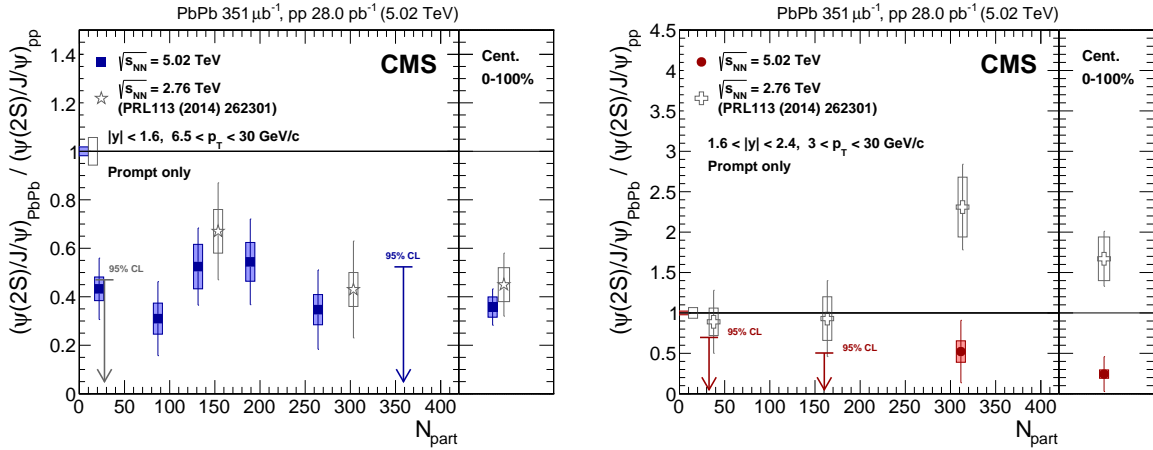 PbPb 351 μb⁻¹, pp 28.0 pb⁻¹ (5.02 TeV)
(ψ(2S)/J/ψ)PbPb / (ψ(2S)/J/ψ)pp
1.4
1.2
1
0.8
0.6
0.4
0.2
0
√sNN = 5.02 TeV
√sNN = 2.76 TeV
(PRL113 (2014) 262301)
CMS
Cent.
0-100%
|y| < 1.6, 6.5 < pT < 30 GeV/c
Prompt only
95% CL
95% CL
0 50 100 150 200 250 300 350 400
Npart
PbPb 351 μb⁻¹, pp 28.0 pb⁻¹ (5.02 TeV)
(ψ(2S)/J/ψ)PbPb / (ψ(2S)/J/ψ)pp
4.5
4
3.5
3
2.5
2
1.5
1
0.5
0
√sNN = 5.02 TeV
√sNN = 2.76 TeV
(PRL113 (2014) 262301)
CMS
Cent.
0-100%
1.6 < |y| < 2.4, 3 < pT < 30 GeV/c
Prompt only
95% CL
95% CL
0 50 100 150 200 250 300 350 400
Npart